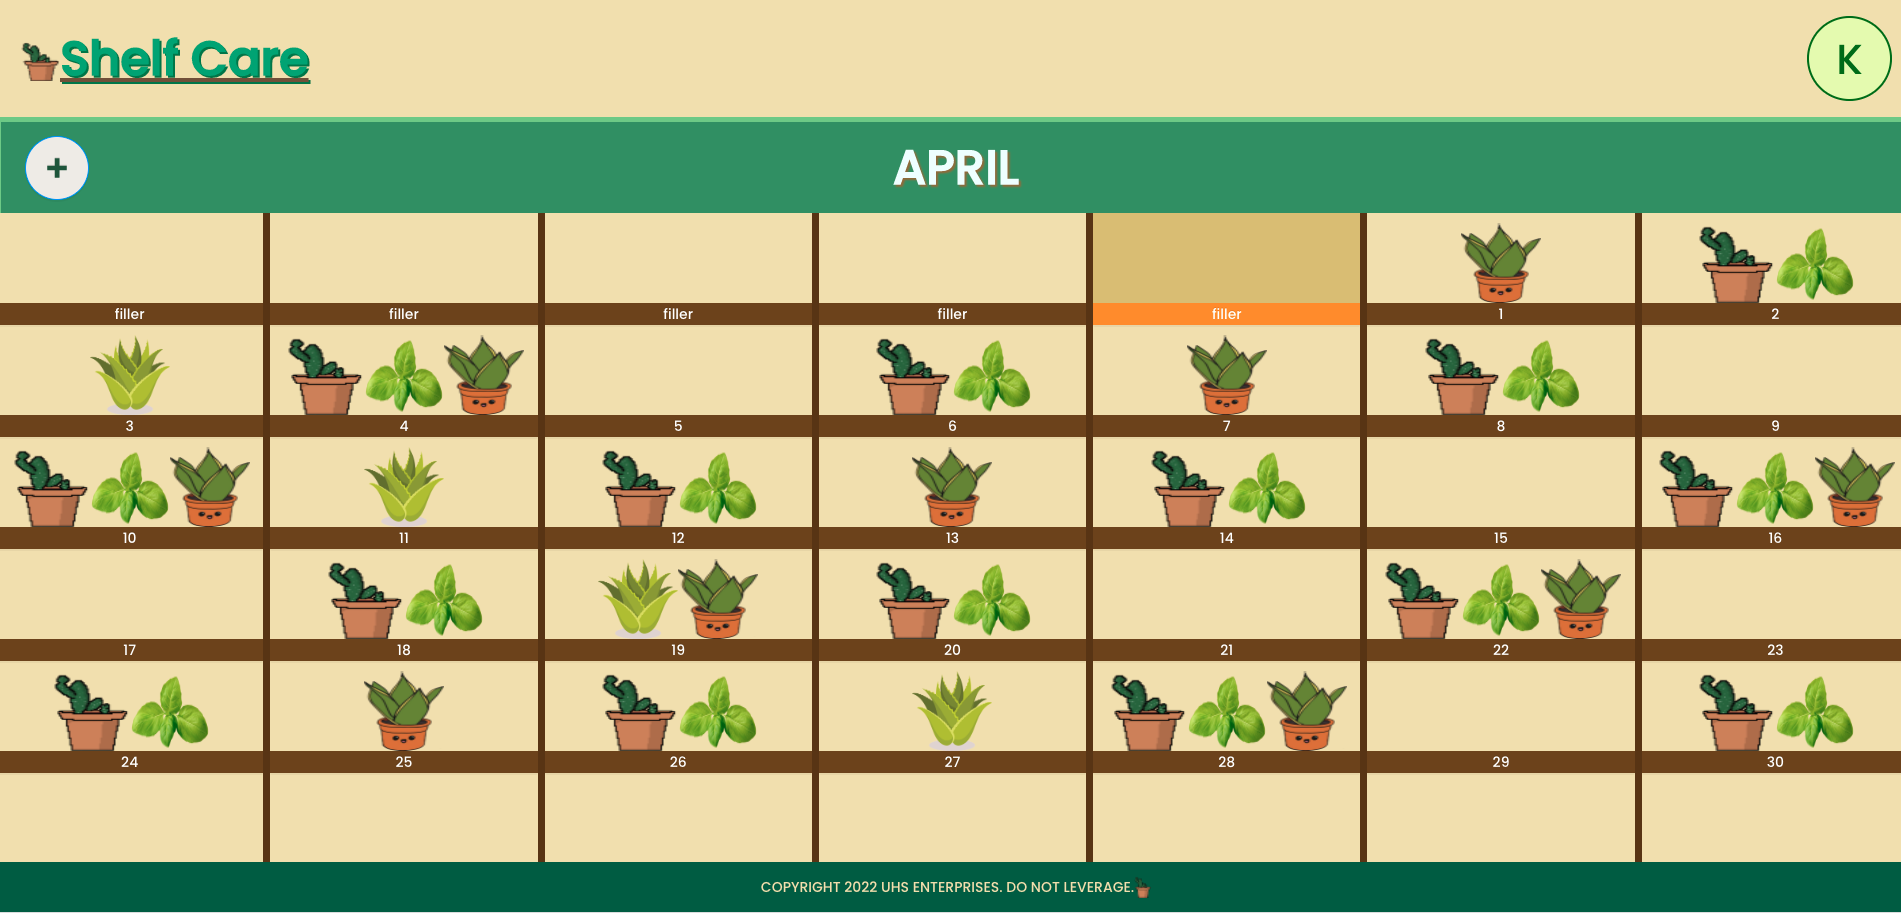 Shelf Care
K
+
APRIL
filler filler filler filler filler 1 2
3 4 5 6 7 8 9
10 11 12 13 14 15 16
17 18 19 20 21 22 23
24 25 26 27 28 29 30
COPYRIGHT 2022 UHS ENTERPRISES. DO NOT LEVERAGE.